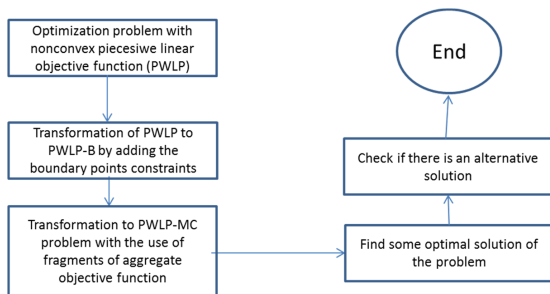 Optimization problem with
nonconvex piecesiwe linear
objective function (PWLP)
Transformation of PWLP to
PWLP-B by adding the
boundary points constraints
Transformation to PWLP-MC
problem with the use of
fragments of aggregate
objective function
Find some optimal solution of
the problem
Check if there is an alternative
solution
End